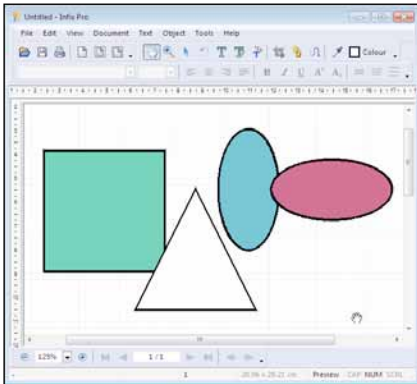 Untitled - Infix Pro
File Edit View Document Text Object Tools Help
Colour
125% 1 / 1
1 Preview CAP NUM SCRL